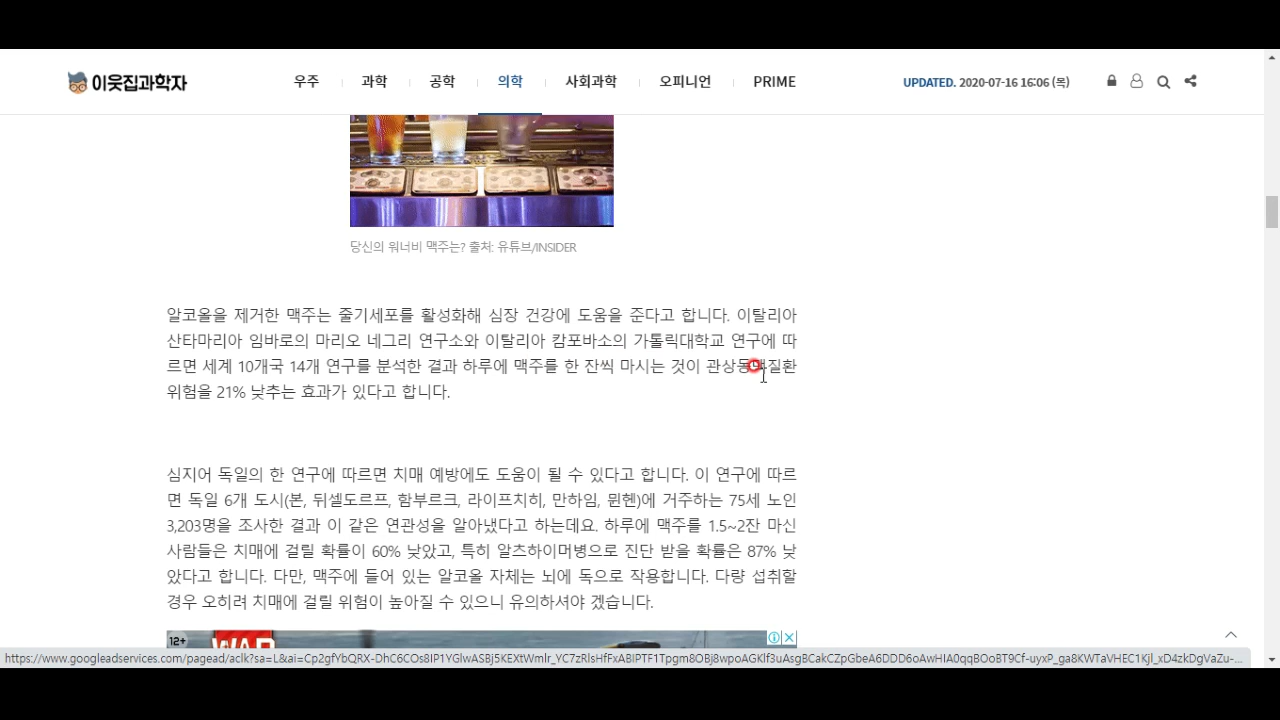 이웃집과학자
우주 과학 공학 의학 사회과학 오피니언 PRIME
UPDATED. 2020-07-16 16:06 (목)
당신의 워너비 맥주는? 출처: 유튜브/INSIDER
알코올을 제거한 맥주는 줄기세포를 활성화해 심장 건강에 도움을 준다고 합니다. 이탈리아
산타마리아 임바로의 마리오 네그리 연구소와 이탈리아 캄포바소의 가톨릭대학교 연구에 따
르면 세계 10개국 14개 연구를 분석한 결과 하루에 맥주를 한 잔씩 마시는 것이 관상동맥질환
위험을 21% 낮추는 효과가 있다고 합니다.
심지어 독일의 한 연구에 따르면 치매 예방에도 도움이 될 수 있다고 합니다. 이 연구에 따르
면 독일 6개 도시(본, 뒤셀도르프, 함부르크, 라이프치히, 만하임, 뮌헨)에 거주하는 75세 노인
3,203명을 조사한 결과 이 같은 연관성을 알아냈다고 하는데요. 하루에 맥주를 1.5~2잔 마신
사람들은 치매에 걸릴 확률이 60% 낮았고, 특히 알츠하이머병으로 진단 받을 확률은 87% 낮
았다고 합니다. 다만, 맥주에 들어 있는 알코올 자체는 뇌에 독으로 작용합니다. 다량 섭취할
경우 오히려 치매에 걸릴 위험이 높아질 수 있으니 유의하셔야 겠습니다.
12+
WAR